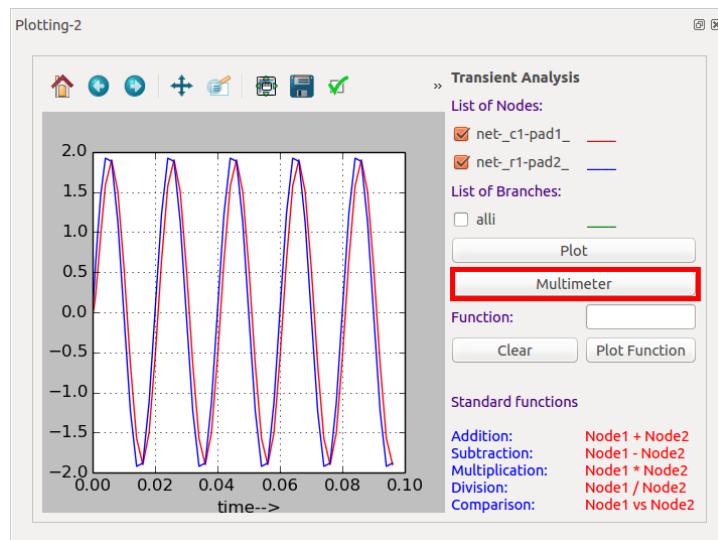 Plotting-2
»
Transient Analysis
List of Nodes:
net-_c1-pad1_
net-_r1-pad2_
List of Branches:
alli
Plot
Multimeter
Function:
Clear
Plot Function
Standard functions
Addition: Node1 + Node2
Subtraction: Node1 - Node2
Multiplication: Node1 * Node2
Division: Node1 / Node2
Comparison: Node1 vs Node2
2.0
1.5
1.0
0.5
0.0
−0.5
−1.0
−1.5
−2.0
0.00 0.02 0.04 0.06 0.08 0.10
time-->